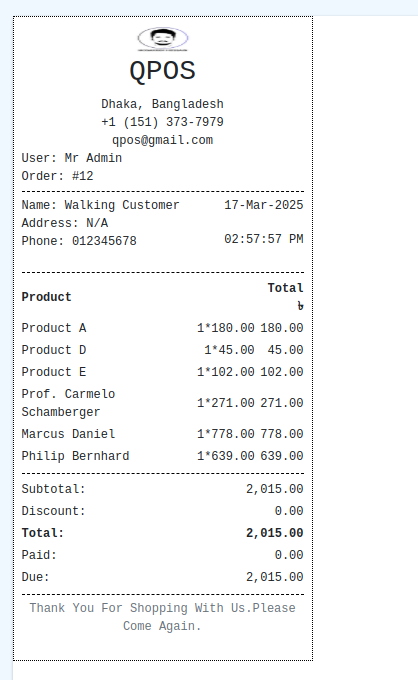 QPOS
Dhaka, Bangladesh
+1 (151) 373-7979
qpos@gmail.com
User: Mr Admin
Order: #12
Name: Walking Customer 17-Mar-2025
Address: N/A
Phone: 012345678 02:57:57 PM
Product Total
৳
Product A 1*180.00 180.00
Product D 1*45.00 45.00
Product E 1*102.00 102.00
Prof. Carmelo
Schamberger 1*271.00 271.00
Marcus Daniel 1*778.00 778.00
Philip Bernhard 1*639.00 639.00
Subtotal: 2,015.00
Discount: 0.00
Total: 2,015.00
Paid: 0.00
Due: 2,015.00
Thank You For Shopping With Us.Please
Come Again.